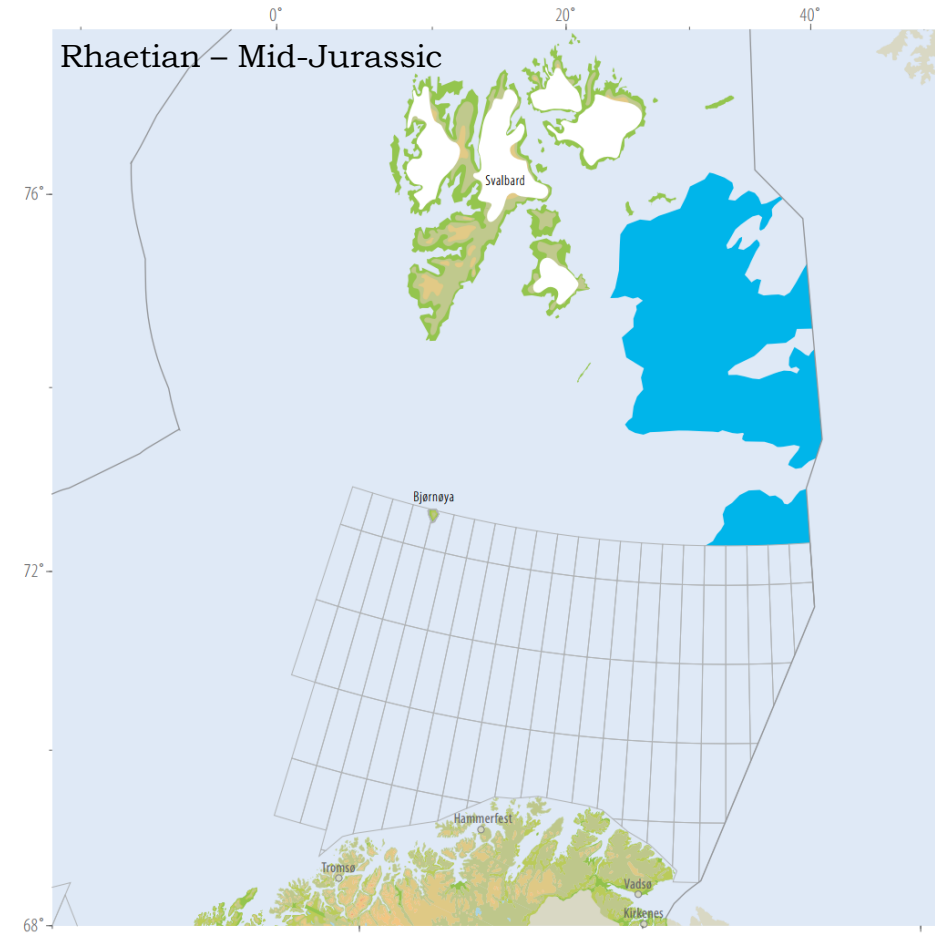 0°
20°
40°
Rhaetian – Mid-Jurassic
Svalbard
76°
Bjørnøya
72°
Hammerfest
Tromsø
Vadsø
Kirkenes
68°